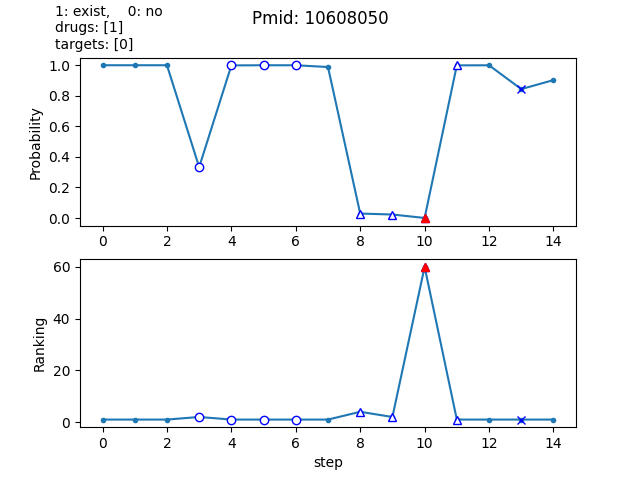 1: exist,    0: no
Pmid: 10608050
drugs: [1]
targets: [0]
1.0
0.8
0.6
0.4
0.2
0.0
Probability
0 2 4 6 8 10 12 14
60
40
20
0
Ranking
0 2 4 6 8 10 12 14
step